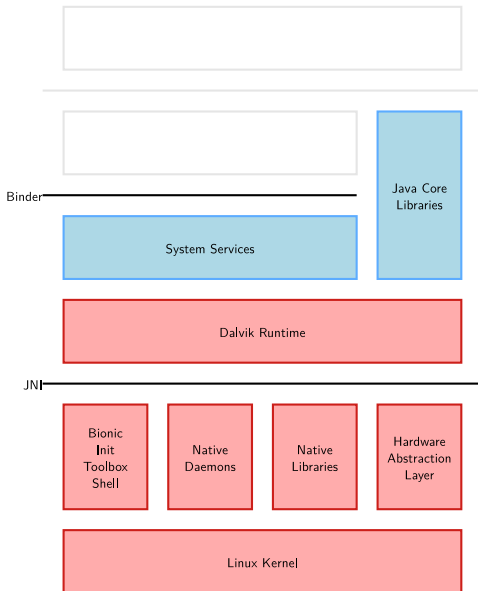 Java Core
Libraries
Binder
System Services
Dalvik Runtime
JNI
Bionic
Init
Toolbox
Shell
Native
Daemons
Native
Libraries
Hardware
Abstraction
Layer
Linux Kernel